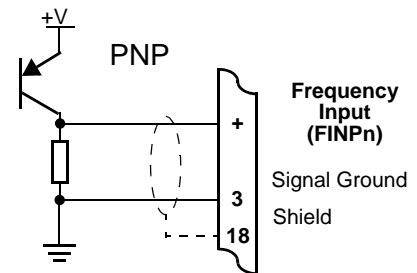 +V
PNP
+
Frequency
Input
(FINPn)
Signal Ground
3
Shield
18